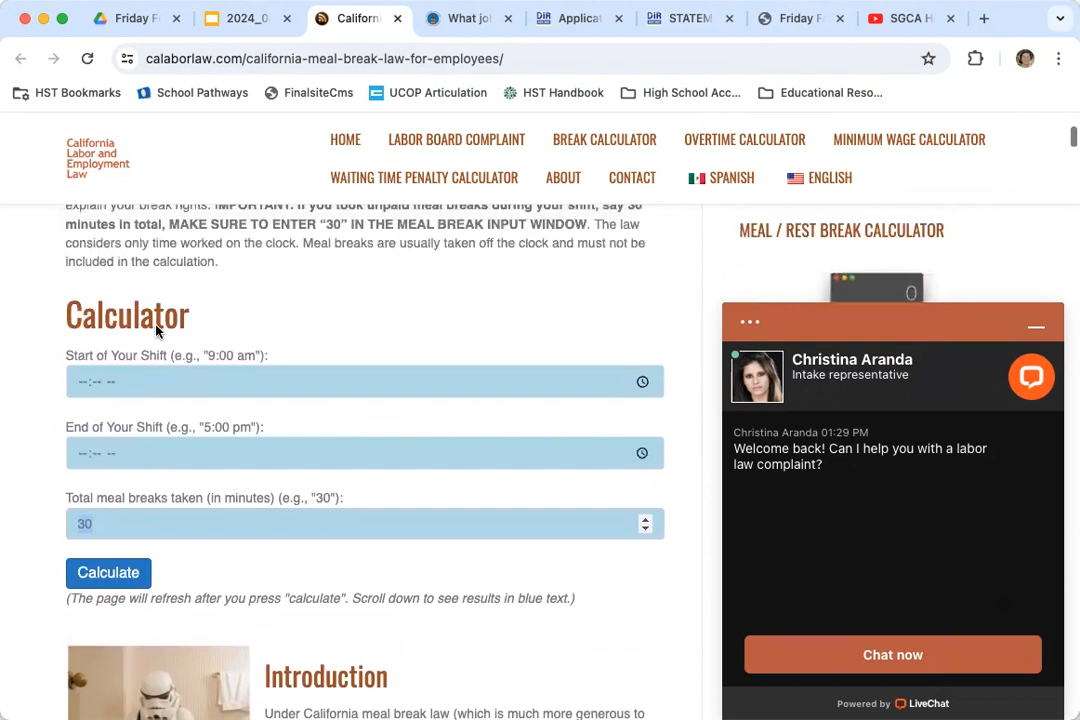 Friday F
2024_0
Californi
What jo
DIR Applicat
DIR STATEM
Friday F
SGCA H
calaborlaw.com/california-meal-break-law-for-employees/
HST Bookmarks
School Pathways
FinalsiteCms
UCOP Articulation
HST Handbook
High School Acc...
Educational Reso...
California
Labor and
Employment
Law
HOME
LABOR BOARD COMPLAINT
BREAK CALCULATOR
OVERTIME CALCULATOR
MINIMUM WAGE CALCULATOR
WAITING TIME PENALTY CALCULATOR
ABOUT
CONTACT
SPANISH
ENGLISH
explain your break rights. IMPORTANT: If you took unpaid meal breaks during your shift, say 30
minutes in total, MAKE SURE TO ENTER “30” IN THE MEAL BREAK INPUT WINDOW. The law
considers only time worked on the clock. Meal breaks are usually taken off the clock and must not be
included in the calculation.
Calculator
Start of Your Shift (e.g., "9:00 am"):
--:-- --
End of Your Shift (e.g., "5:00 pm"):
--:-- --
Total meal breaks taken (in minutes) (e.g., "30"):
30
Calculate
(The page will refresh after you press "calculate". Scroll down to see results in blue text.)
Introduction
Under California meal break law (which is much more generous to
MEAL / REST BREAK CALCULATOR
0
Christina Aranda
Intake representative
Christina Aranda 01:29 PM
Welcome back! Can I help you with a labor
law complaint?
Chat now
Powered by LiveChat